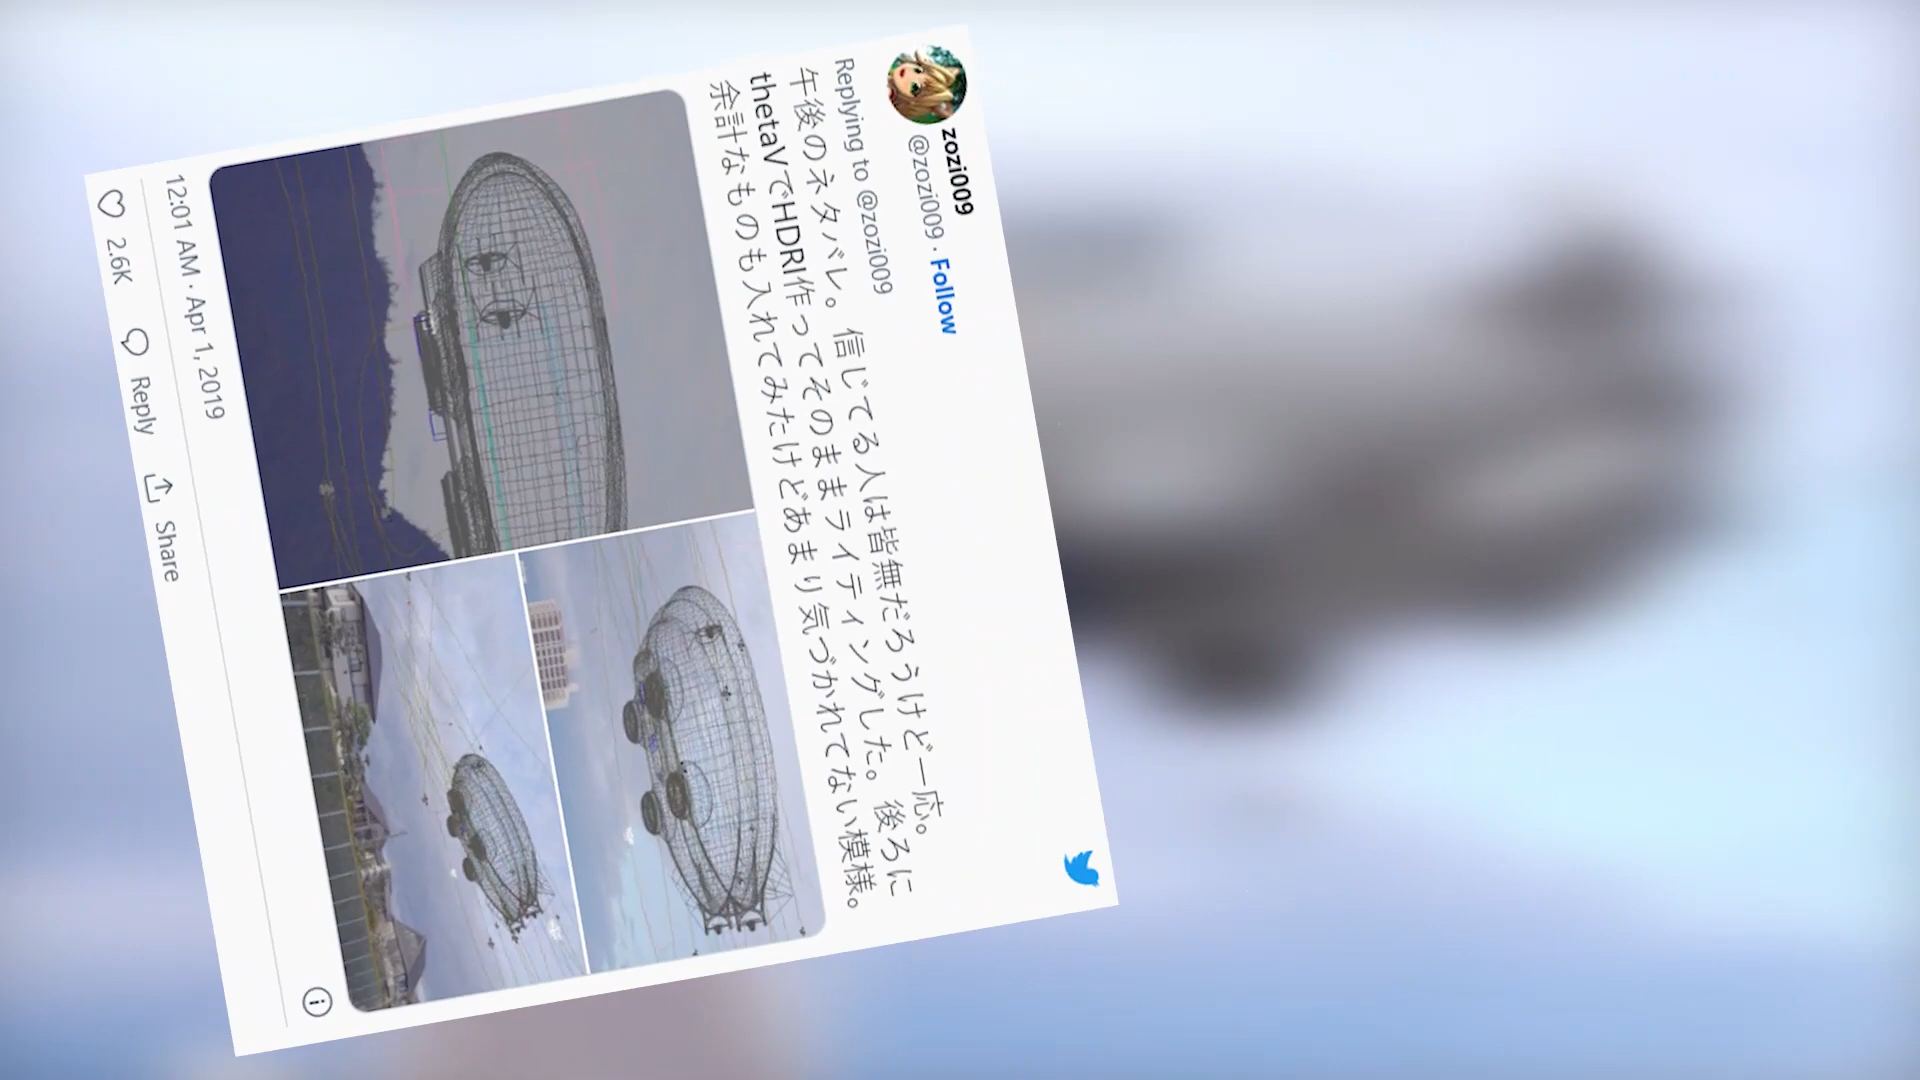 zozi009
@zozi009 · Follow
Replying to @zozi009
午後のネタバレ。信じてる人は皆無だろうけど一応。
thetaVでHDRI作ってそのままライティングした。後ろに
余計なものも入れてみたけどあまり気づかれてない模様。
12:01 AM · Apr 1, 2019
2.6K Reply Share